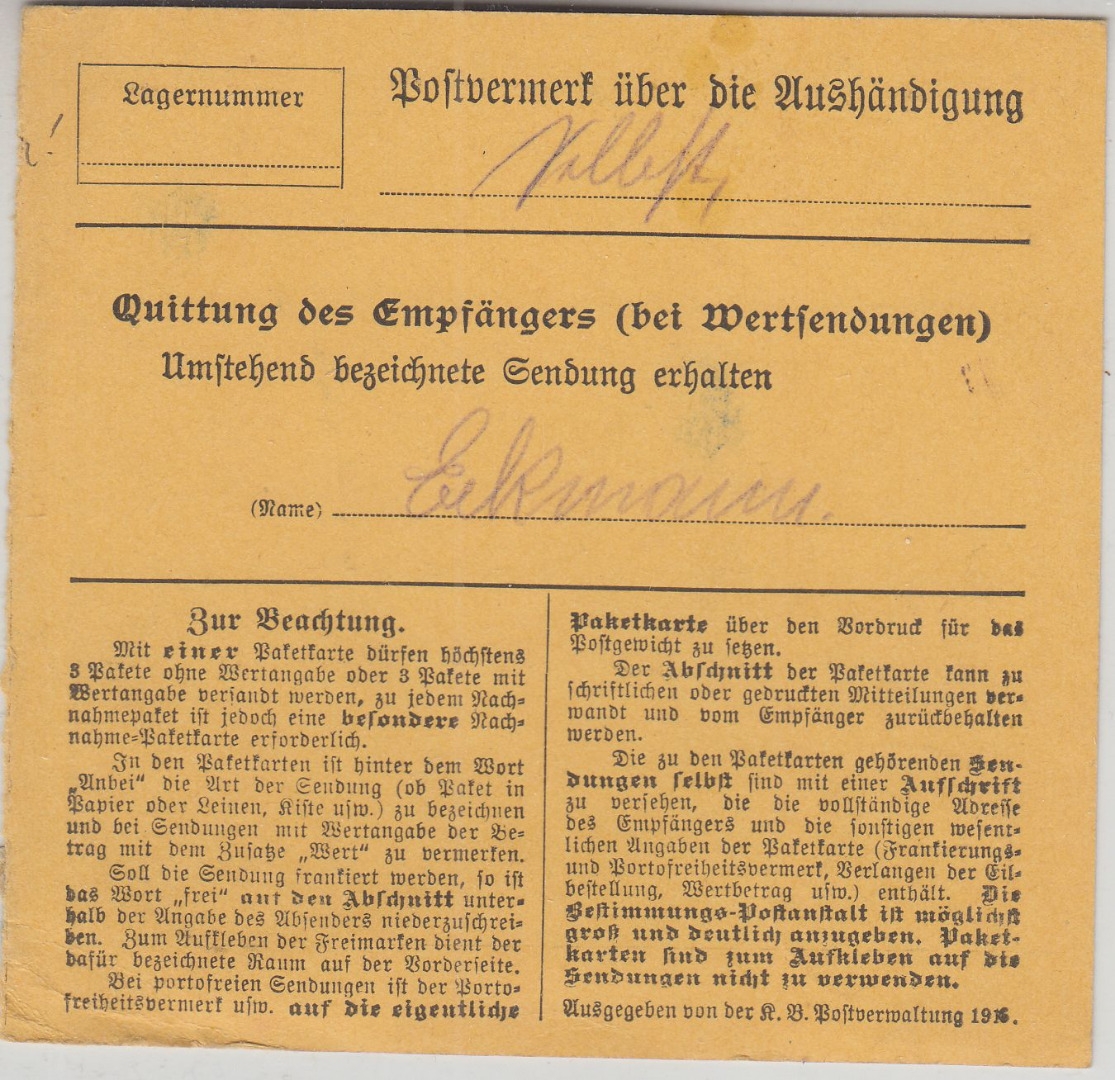 Lagernummer
Postvermerk über die Aushändigung
Quittung des Empfängers (bei Wertsendungen)
Umstehend bezeichnete Sendung erhalten
(Name) Eckmann.
Zur Beachtung.
Mit einer Paketkarte dürfen höchstens
3 Pakete ohne Wertangabe oder 3 Pakete mit
Wertangabe versandt werden, zu jedem Nach-
nahmepaket ist jedoch eine besondere Nach-
nahme-Paketkarte erforderlich.
In den Paketkarten ist hinter dem Wort
„Anbei“ die Art der Sendung (ob Paket in
Papier oder Leinen, Kiste usw.) zu bezeichnen
und bei Sendungen mit Wertangabe der Be-
trag mit dem Zusatze „Wert“ zu vermerken.
Soll die Sendung frankiert werden, so ist
das Wort „frei“ auf den Abschnitt unter-
halb der Angabe des Absenders niederzuschrei-
ben. Zum Aufkleben der Freimarken dient der
dafür bezeichnete Raum auf der Vorderseite.
Bei portofreien Sendungen ist der Porto-
freiheitsvermerk usw. auf die eigentliche
Paketkarte über den Vordruck für das
Postgewicht zu setzen.
Der Abschnitt der Paketkarte kann zu
schriftlichen oder gedruckten Mitteilungen ver-
wandt und vom Empfänger zurückbehalten
werden.
Die zu den Paketkarten gehörenden Sen-
dungen selbst sind mit einer Aufschrift
zu versehen, die die vollständige Adresse
des Empfängers und die sonstigen wesent-
lichen Angaben der Paketkarte (Frankierungs-
und Portofreiheitsvermerk, Verlangen der Eil-
bestellung, Wertbetrag usw.) enthält. Die
Bestimmungs-Postanstalt ist möglichst
groß und deutlich anzugeben. Paket-
karten sind zum Aufkleben auf die
Sendungen nicht zu verwenden.
Ausgegeben von der K. B. Postverwaltung 1916.